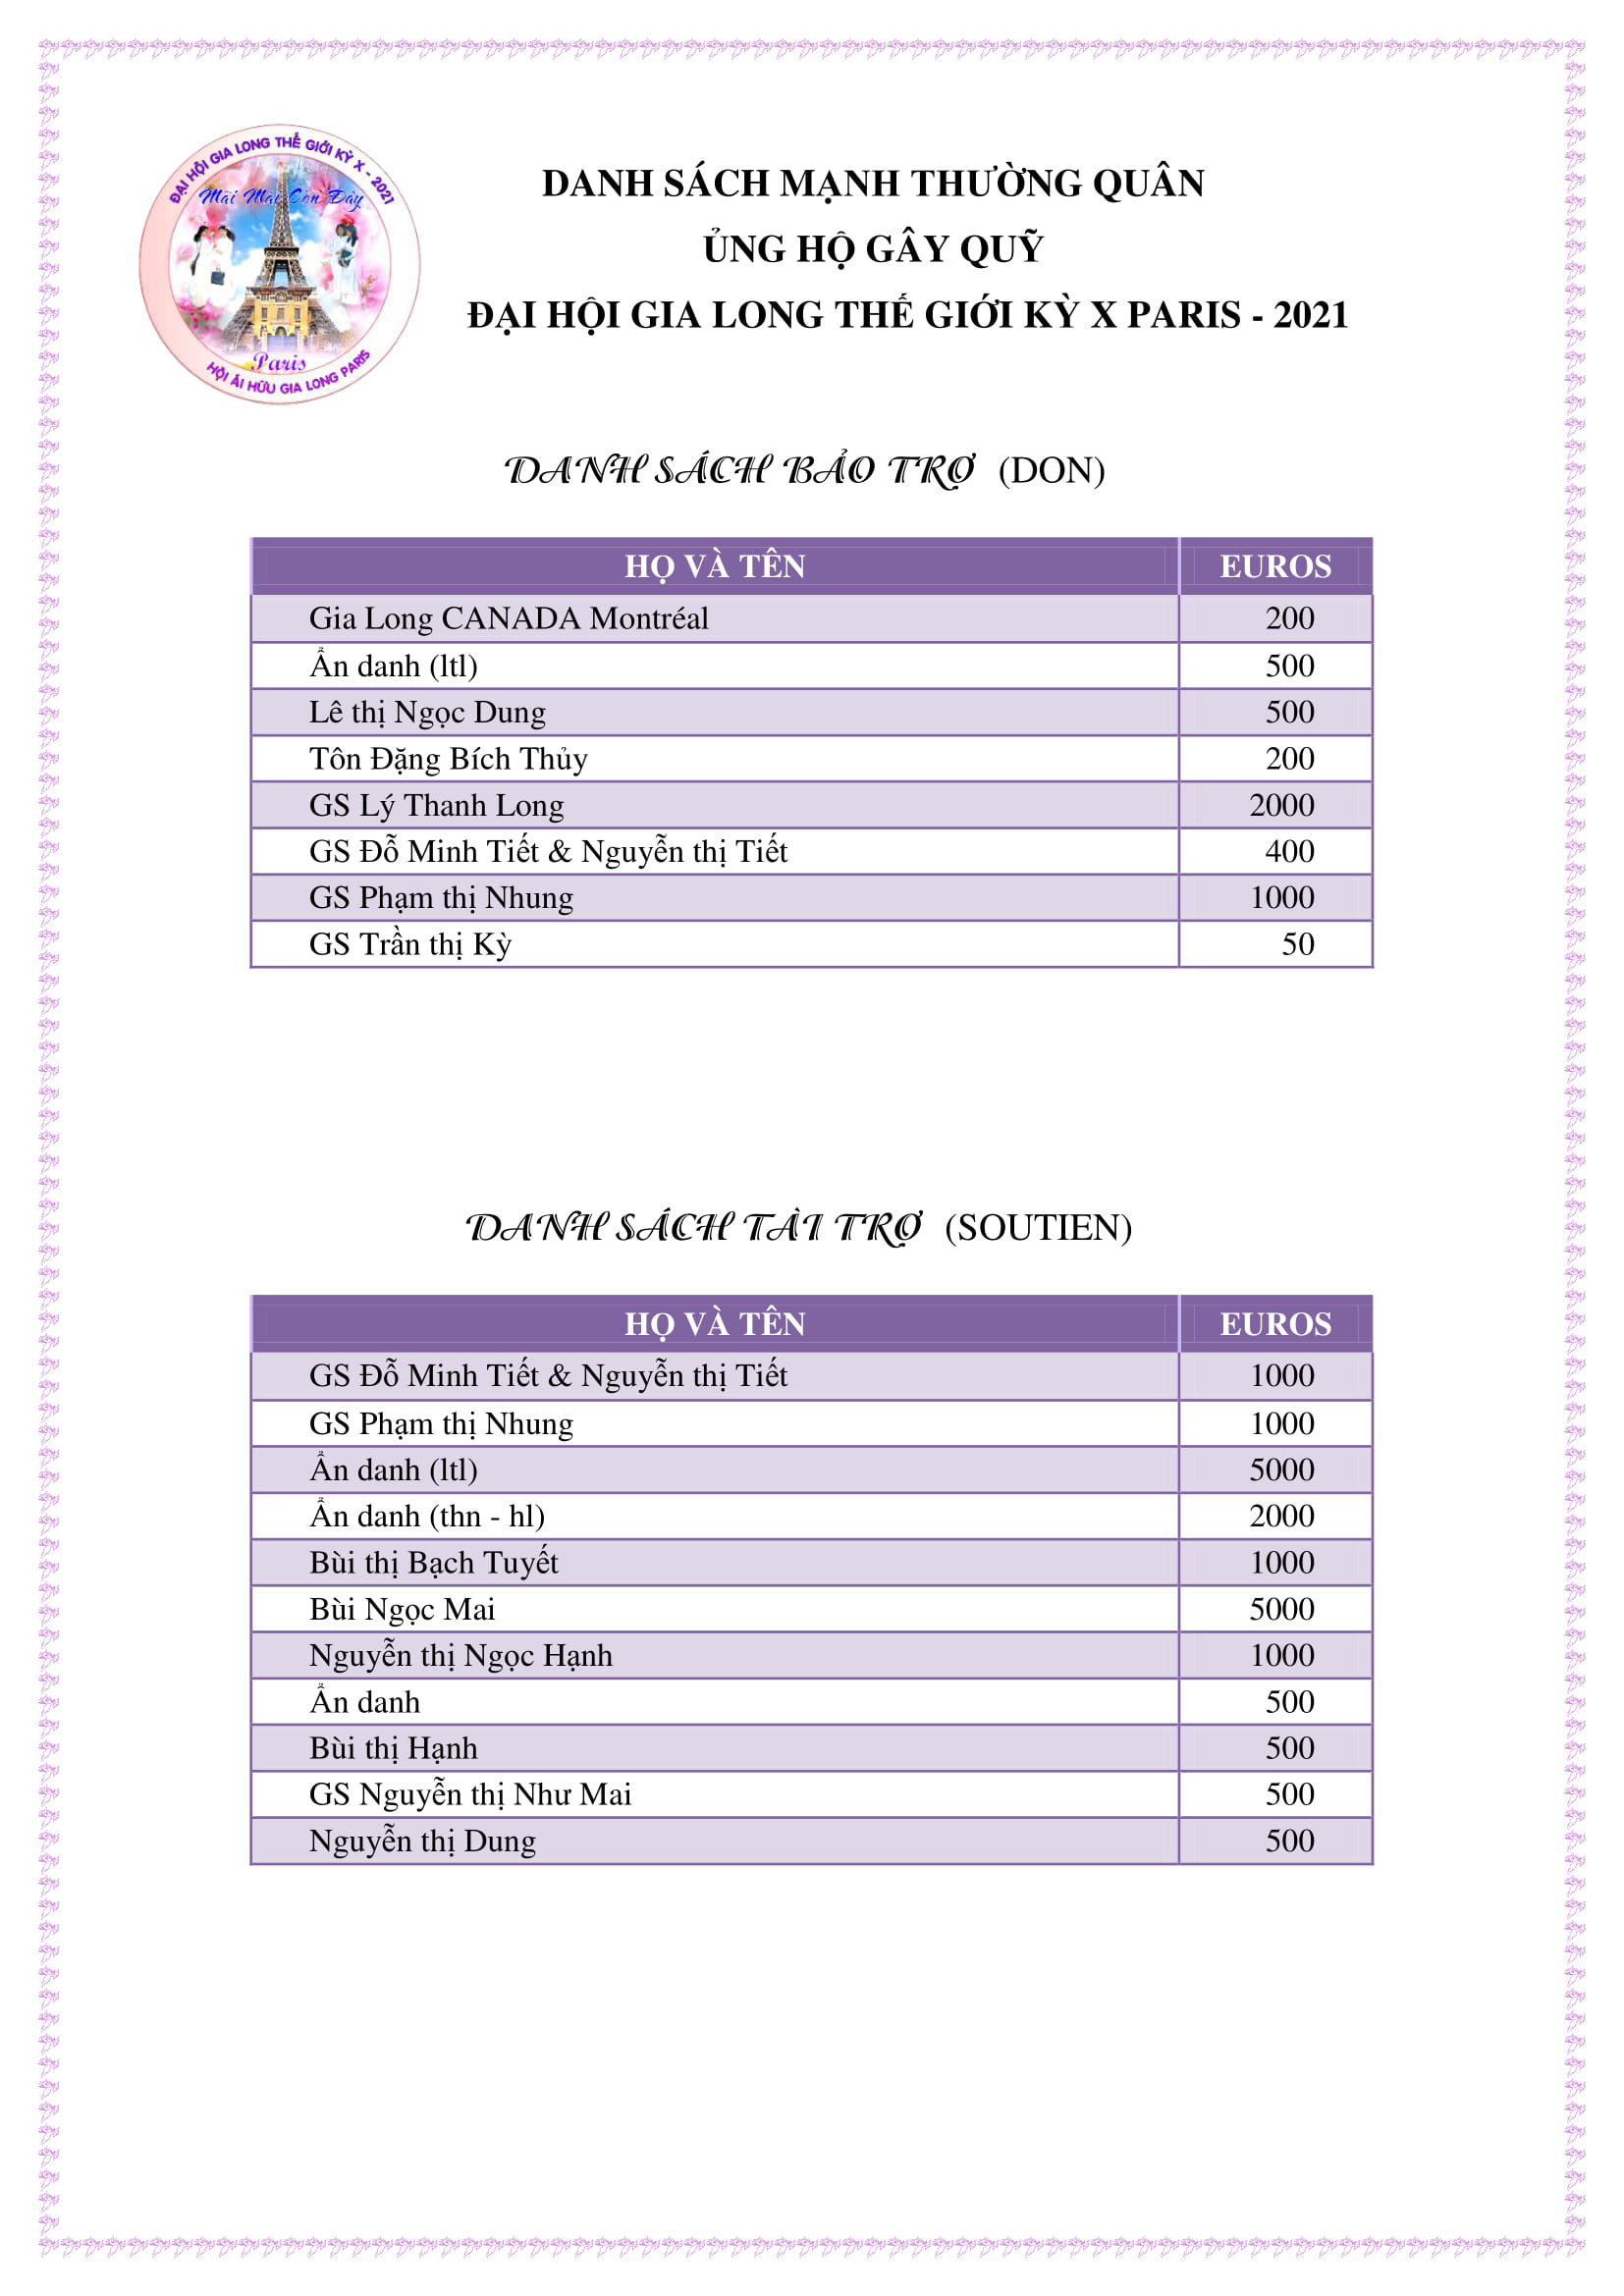 ĐẠI HỘI GIA LONG THẾ GIỚI KỲ X - 2021
Mãi Mãi Còn Đây
Paris
HỘI ÁI HỮU GIA LONG PARIS
DANH SÁCH MẠNH THƯỜNG QUÂN
ỦNG HỘ GÂY QUỸ
ĐẠI HỘI GIA LONG THẾ GIỚI KỲ X PARIS - 2021
DANH SÁCH BẢO TRỢ (DON)
HỌ VÀ TÊN EUROS
Gia Long CANADA Montréal 200
Ẩn danh (ltl) 500
Lê thị Ngọc Dung 500
Tôn Đặng Bích Thủy 200
GS Lý Thanh Long 2000
GS Đỗ Minh Tiết & Nguyễn thị Tiết 400
GS Phạm thị Nhung 1000
GS Trần thị Kỳ 50
DANH SÁCH TÀI TRỢ (SOUTIEN)
HỌ VÀ TÊN EUROS
GS Đỗ Minh Tiết & Nguyễn thị Tiết 1000
GS Phạm thị Nhung 1000
Ẩn danh (ltl) 5000
Ẩn danh (thn - hl) 2000
Bùi thị Bạch Tuyết 1000
Bùi Ngọc Mai 5000
Nguyễn thị Ngọc Hạnh 1000
Ẩn danh 500
Bùi thị Hạnh 500
GS Nguyễn thị Như Mai 500
Nguyễn thị Dung 500